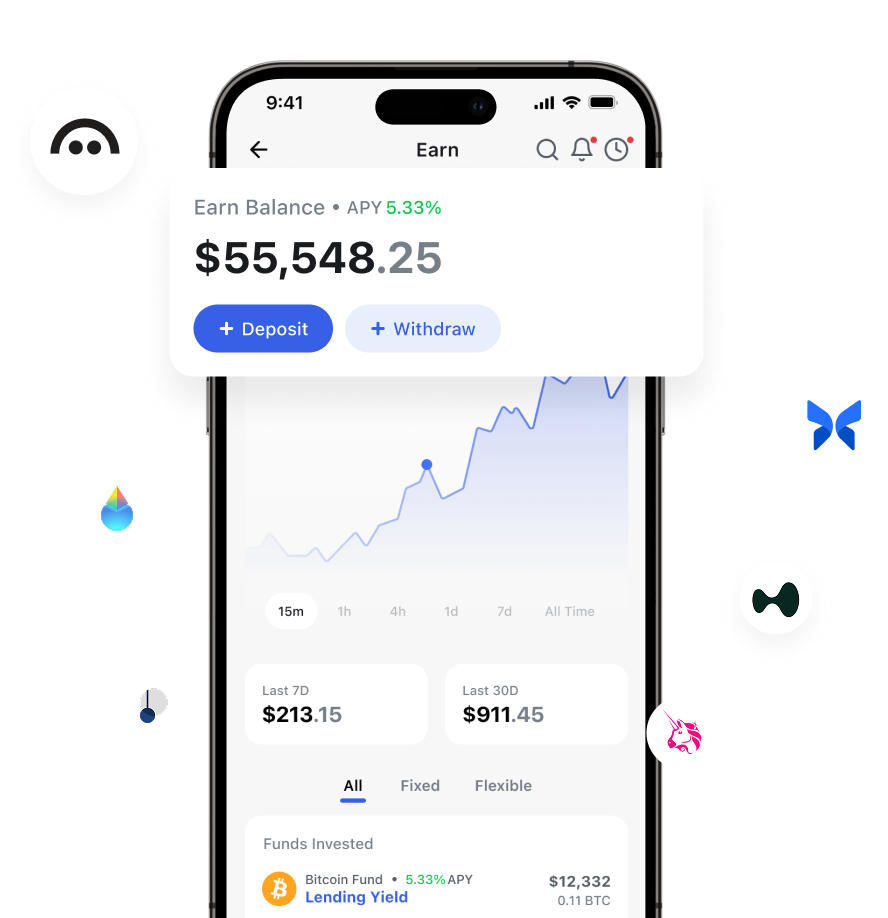 9:41
Earn
Earn Balance • APY 5.33%
$55,548.25
+ Deposit + Withdraw
15m 1h 4h 1d 7d All Time
Last 7D Last 30D
$213.15 $911.45
All Fixed Flexible
Funds Invested
Bitcoin Fund • 5.33% APY $12,332
Lending Yield 0.11 BTC